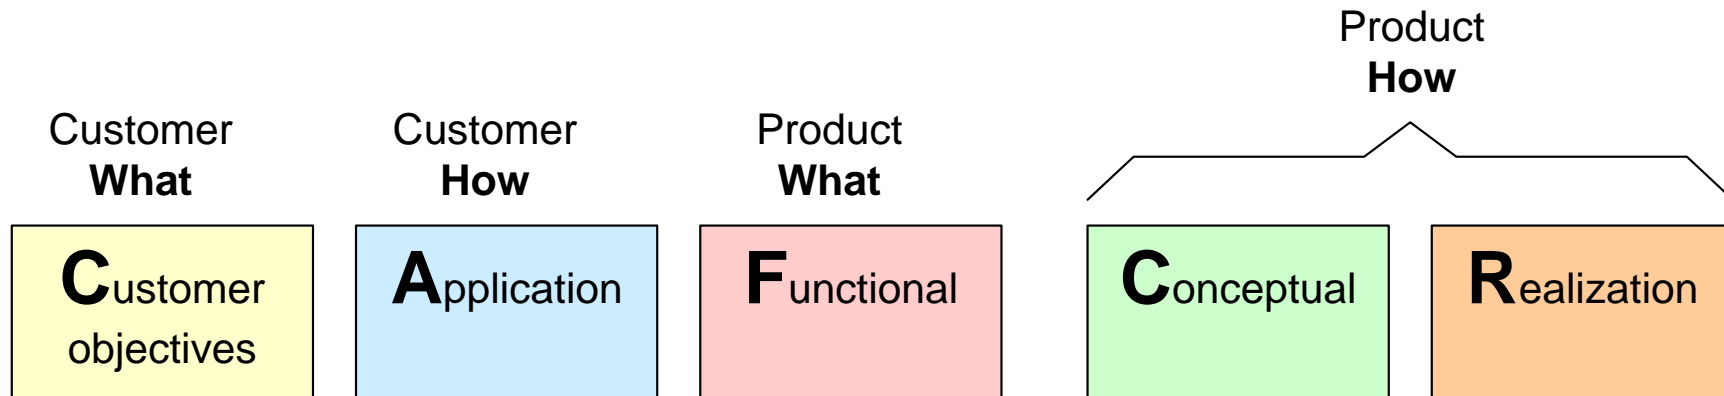 Product
How
Customer
What
Customer
How
Product
What
Customer
objectives
Application
Functional
Conceptual
Realization